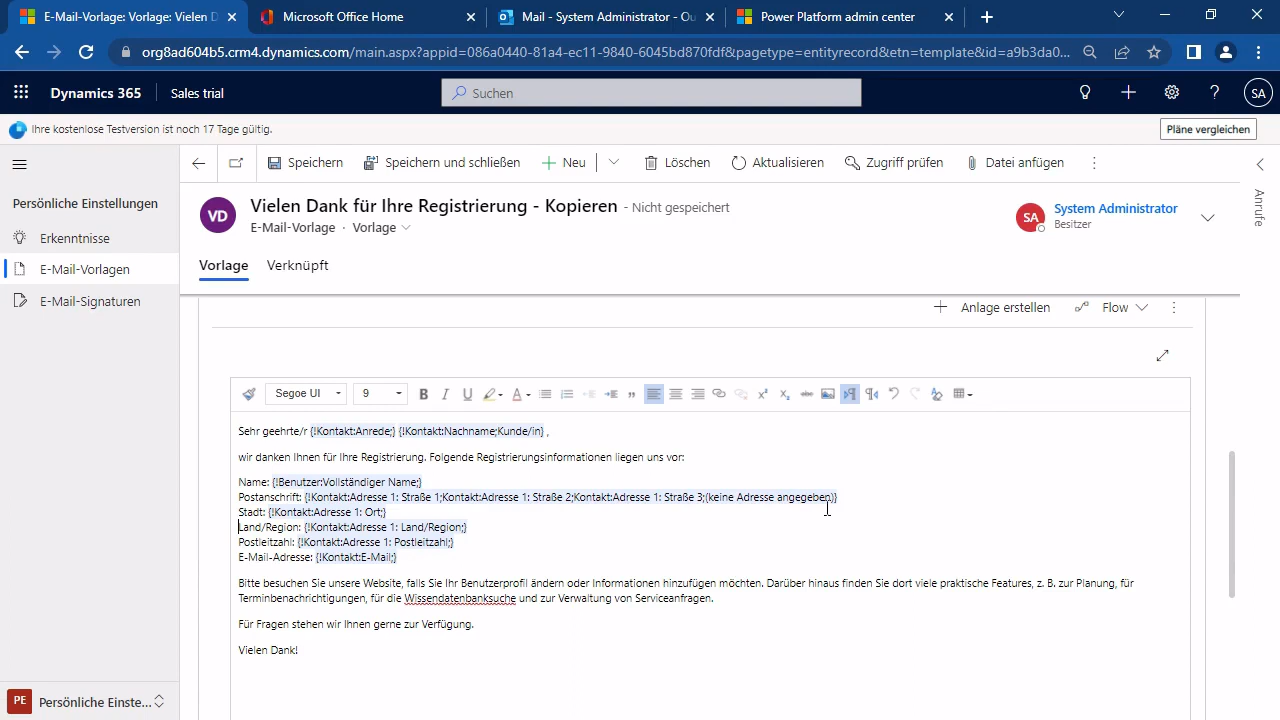 E-Mail-Vorlage: Vorlage: Vielen D
Microsoft Office Home
Mail - System Administrator - Ou
Power Platform admin center
org8ad604b5.crm4.dynamics.com/main.aspx?appid=086a0440-81a4-ec11-9840-6045bd870fdf&pagetype=entityrecord&etn=template&id=a9b3da0...
Dynamics 365
Sales trial
Suchen
SA
Ihre kostenlose Testversion ist noch 17 Tage gültig.
Pläne vergleichen
Speichern
Speichern und schließen
Neu
Löschen
Aktualisieren
Zugriff prüfen
Datei anfügen
Persönliche Einstellungen
Erkenntnisse
E-Mail-Vorlagen
E-Mail-Signaturen
VD
Vielen Dank für Ihre Registrierung - Kopieren - Nicht gespeichert
E-Mail-Vorlage · Vorlage
SA
System Administrator
Besitzer
Anrufe
Vorlage
Verknüpft
Anlage erstellen
Flow
Segoe UI
9
Sehr geehrte/r {!Kontakt:Anrede;} {!Kontakt:Nachname;Kunde/in} ,
wir danken Ihnen für Ihre Registrierung. Folgende Registrierungsinformationen liegen uns vor:
Name: {!Benutzer:Vollständiger Name;}
Postanschrift: {!Kontakt:Adresse 1: Straße 1;Kontakt:Adresse 1: Straße 2;Kontakt:Adresse 1: Straße 3;(keine Adresse angegeben)}
Stadt: {!Kontakt:Adresse 1: Ort;}
Land/Region: {!Kontakt:Adresse 1: Land/Region;}
Postleitzahl: {!Kontakt:Adresse 1: Postleitzahl;}
E-Mail-Adresse: {!Kontakt:E-Mail;}
Bitte besuchen Sie unsere Website, falls Sie Ihr Benutzerprofil ändern oder Informationen hinzufügen möchten. Darüber hinaus finden Sie dort viele praktische Features, z. B. zur Planung, für
Terminbenachrichtigungen, für die Wissendatenbanksuche und zur Verwaltung von Serviceanfragen.
Für Fragen stehen wir Ihnen gerne zur Verfügung.
Vielen Dank!
PE
Persönliche Einste...